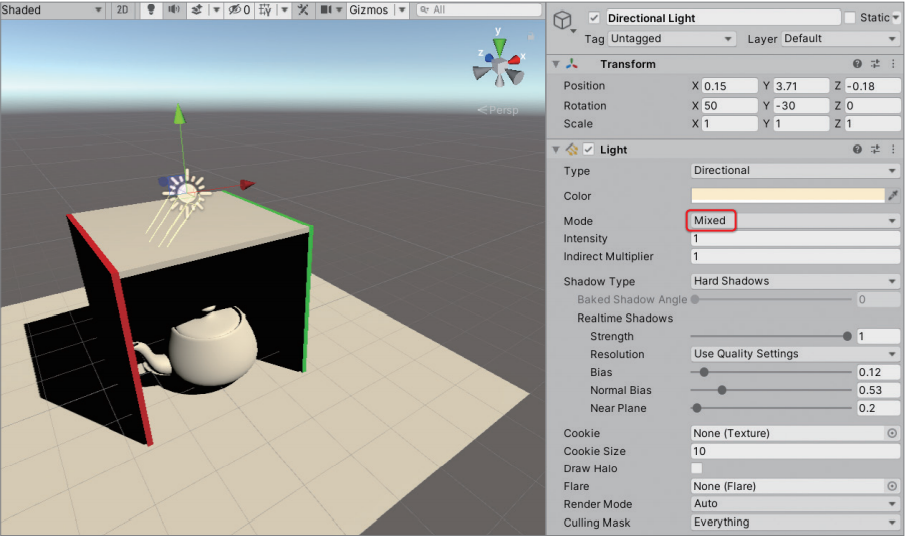 Shaded 2D 0 Gizmos All
y
z x
Persp
Directional Light Static
Tag Untagged Layer Default
Transform
Position X 0.15 Y 3.71 Z -0.18
Rotation X 50 Y -30 Z 0
Scale X 1 Y 1 Z 1
Light
Type Directional
Color
Mode Mixed
Intensity 1
Indirect Multiplier 1
Shadow Type Hard Shadows
Baked Shadow Angle 0
Realtime Shadows
Strength 1
Resolution Use Quality Settings
Bias 0.12
Normal Bias 0.53
Near Plane 0.2
Cookie None (Texture)
Cookie Size 10
Draw Halo
Flare None (Flare)
Render Mode Auto
Culling Mask Everything